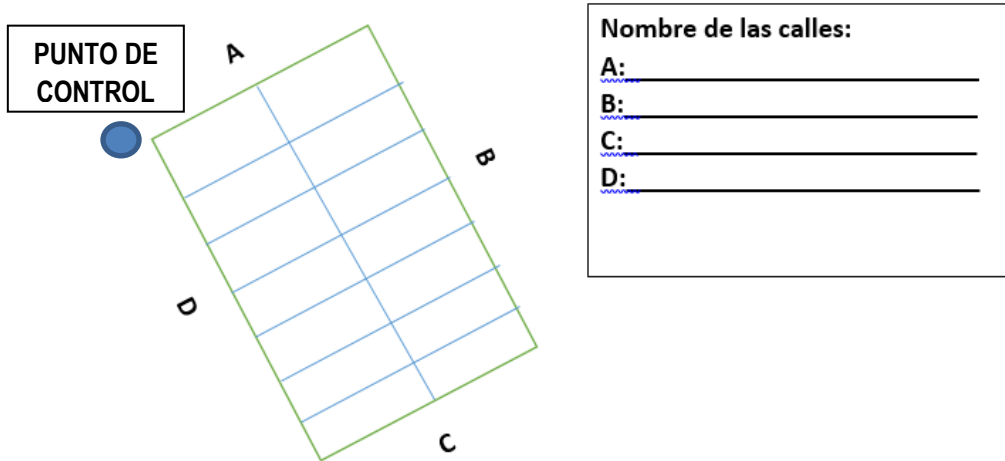 PUNTO DE
CONTROL
A
B
C
D
Nombre de las calles:
A:
B:
C:
D: